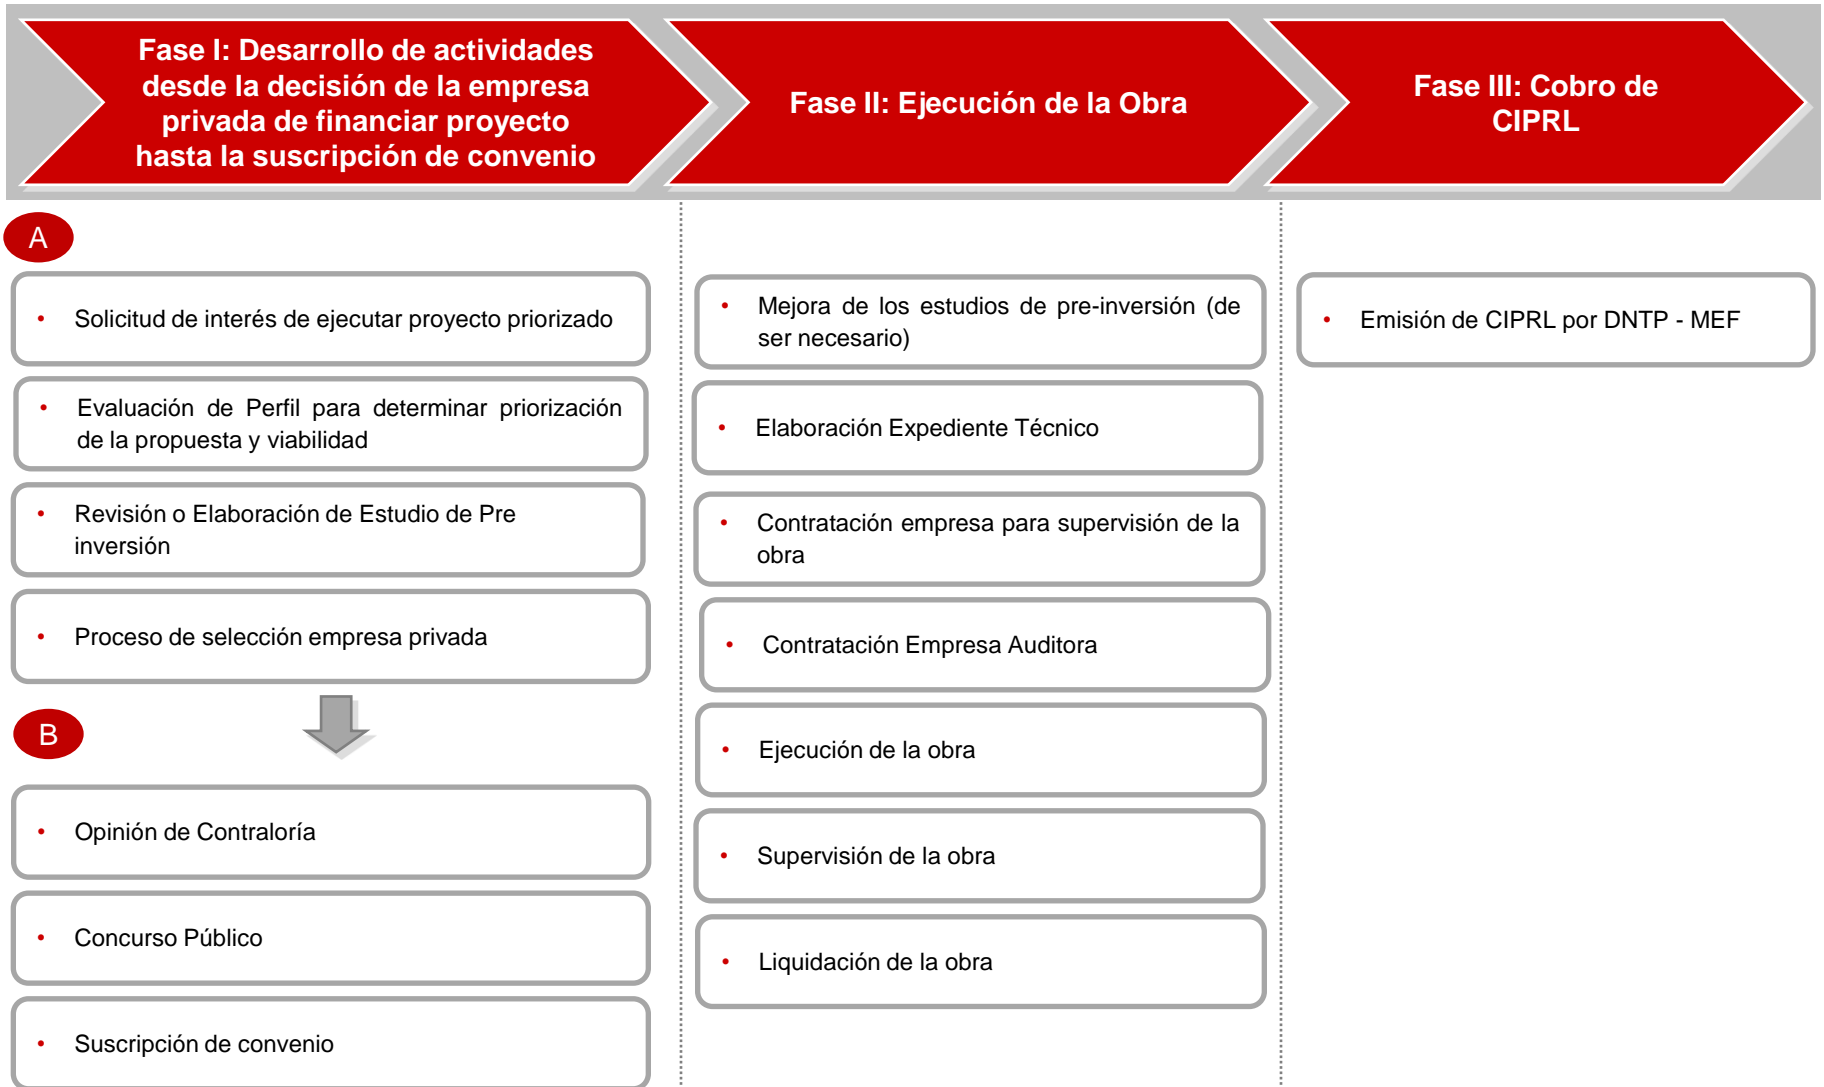 Fase I: Desarrollo de actividades
desde la decisión de la empresa
privada de financiar proyecto
hasta la suscripción de convenio
Fase II: Ejecución de la Obra
Fase III: Cobro de
CIPRL
A
• Solicitud de interés de ejecutar proyecto priorizado
• Evaluación de Perfil para determinar priorización
de la propuesta y viabilidad
• Revisión o Elaboración de Estudio de Pre
inversión
• Proceso de selección empresa privada
B
• Opinión de Contraloría
• Concurso Público
• Suscripción de convenio
• Mejora de los estudios de pre-inversión (de
ser necesario)
• Elaboración Expediente Técnico
• Contratación empresa para supervisión de la
obra
• Contratación Empresa Auditora
• Ejecución de la obra
• Supervisión de la obra
• Liquidación de la obra
• Emisión de CIPRL por DNTP - MEF